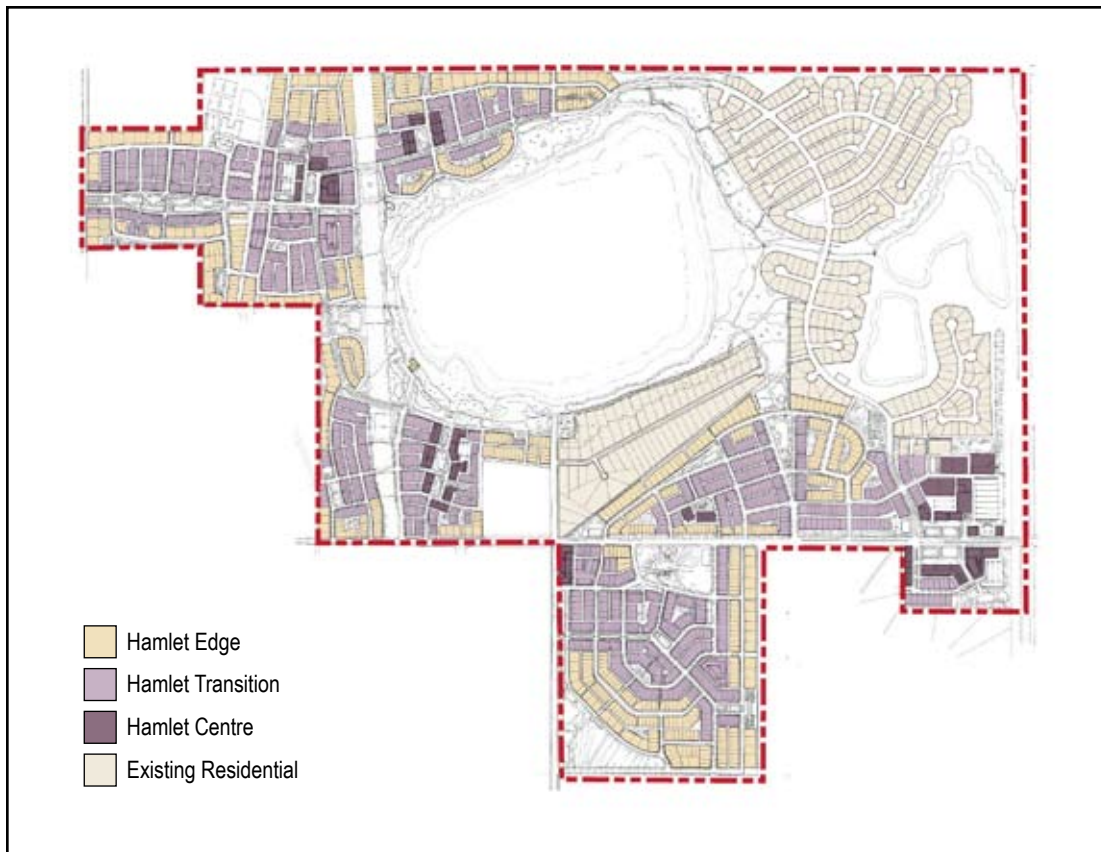 Hamlet Edge
Hamlet Transition
Hamlet Centre
Existing Residential